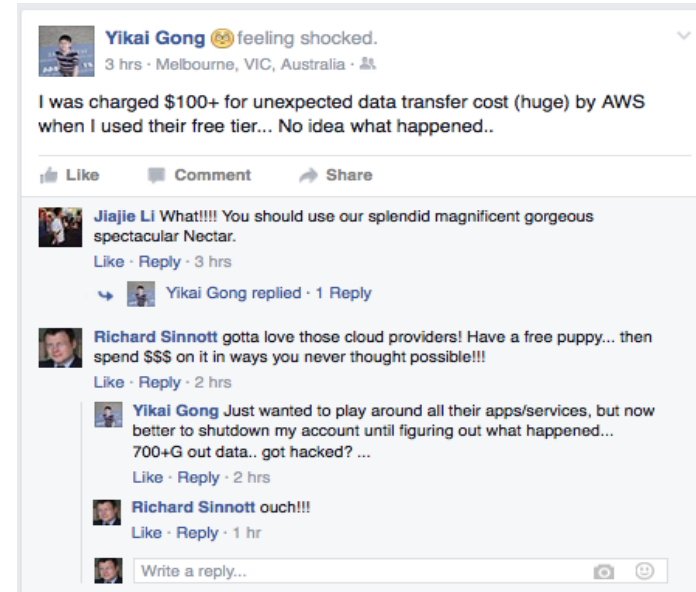 Yikai Gong feeling shocked.
3 hrs · Melbourne, VIC, Australia ·
I was charged $100+ for unexpected data transfer cost (huge) by AWS
when I used their free tier... No idea what happened..
Like Comment Share
Jiajie Li What!!!! You should use our splendid magnificent gorgeous
spectacular Nectar.
Like · Reply · 3 hrs
Yikai Gong replied · 1 Reply
Richard Sinnott gotta love those cloud providers! Have a free puppy... then
spend $$$ on it in ways you never thought possible!!!
Like · Reply · 2 hrs
Yikai Gong Just wanted to play around all their apps/services, but now
better to shutdown my account until figuring out what happened...
700+G out data.. got hacked? ...
Like · Reply · 2 hrs
Richard Sinnott ouch!!!
Like · Reply · 1 hr
Write a reply...